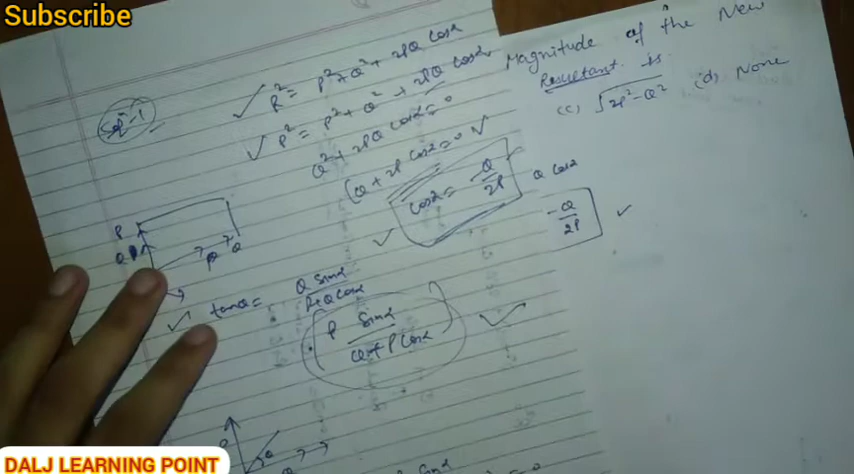 Subscribe
Magnitude of the New
Resultant is
(c) √2P²-Q² (d) None
Solⁿ-1
R² = P²+Q²+2PQ Cosα
P² = P²+Q²+2PQ Cosα
Q²+2PQ Cosα=0
(Q+2P Cosα=0
Cosα = Q/2P
Q Cosα
-Q/2P
P
Q
tanθ= Q Sinα/P+Q Cosα
P Sinα/Q+P Cosα
DALJ LEARNING POINT